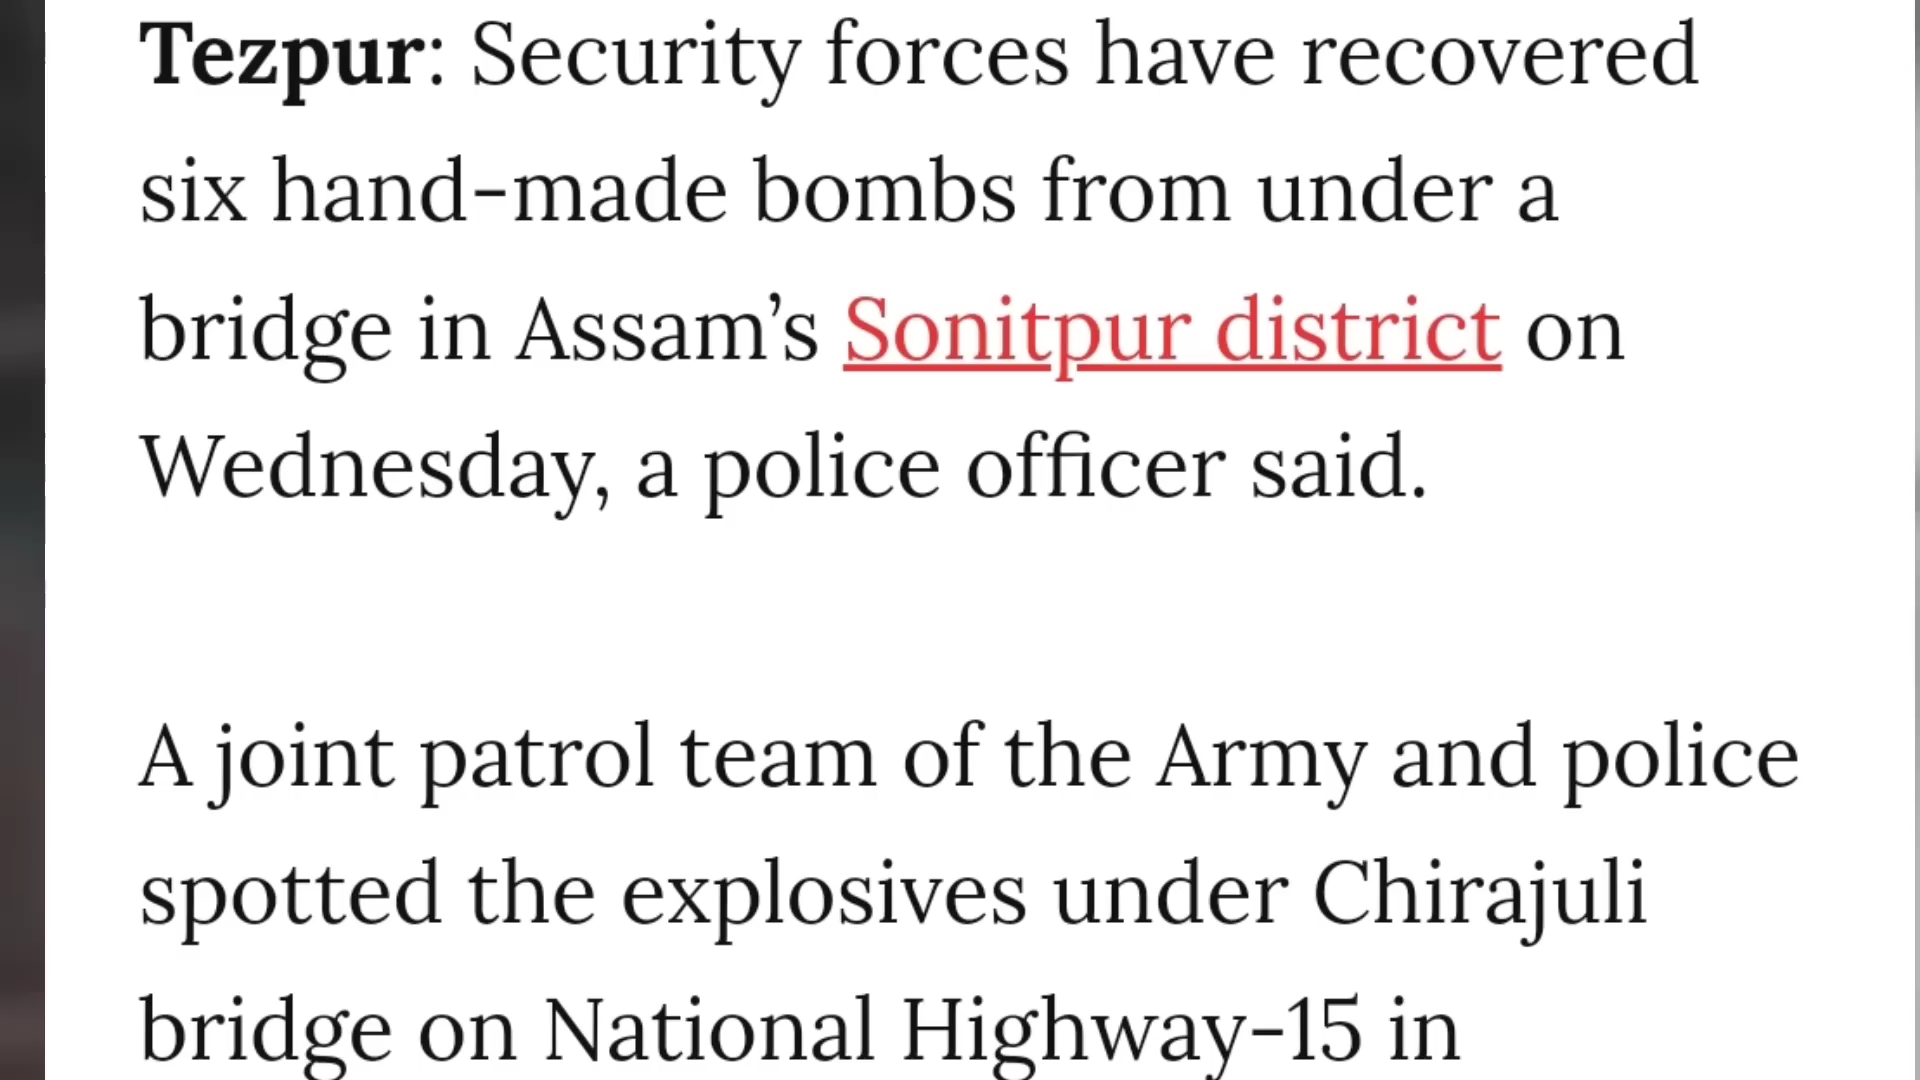 Tezpur: Security forces have recovered
six hand-made bombs from under a
bridge in Assam’s Sonitpur district on
Wednesday, a police officer said.
A joint patrol team of the Army and police
spotted the explosives under Chirajuli
bridge on National Highway-15 in